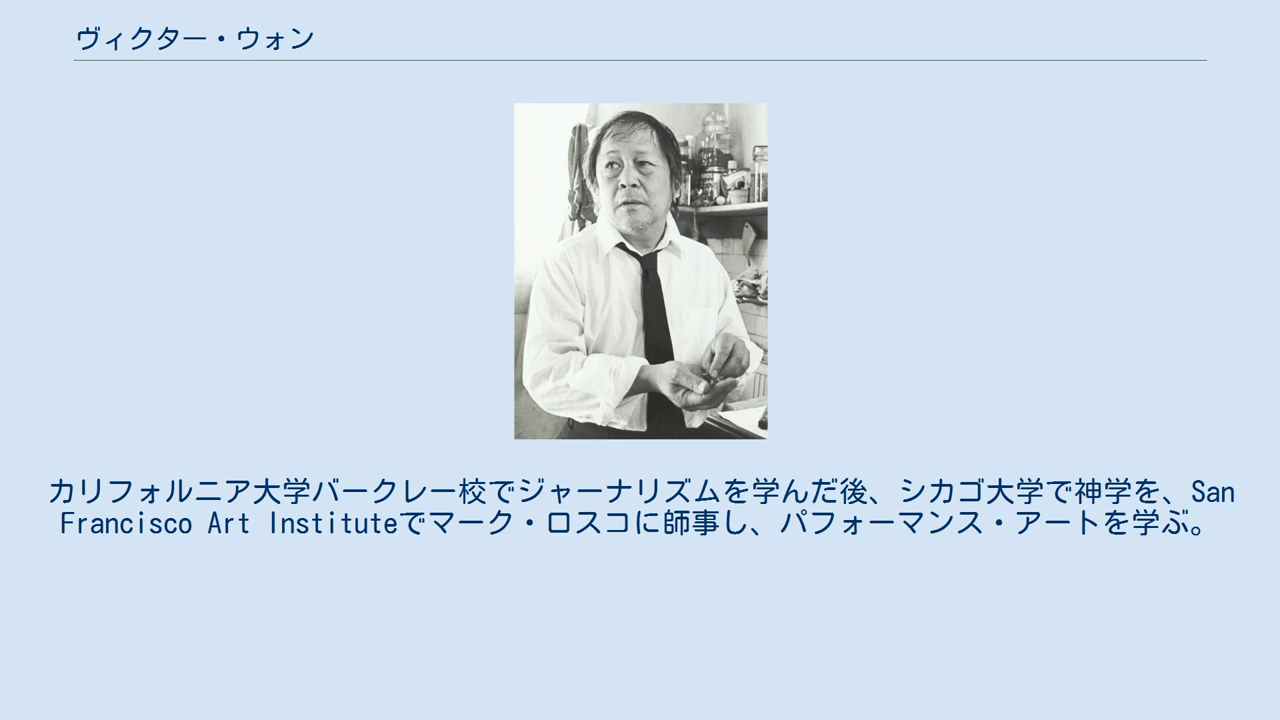 ヴィクター・ウォン
カリフォルニア大学バークレー校でジャーナリズムを学んだ後、シカゴ大学で神学を、San
Francisco Art Instituteでマーク・ロスコに師事し、パフォーマンス・アートを学ぶ。